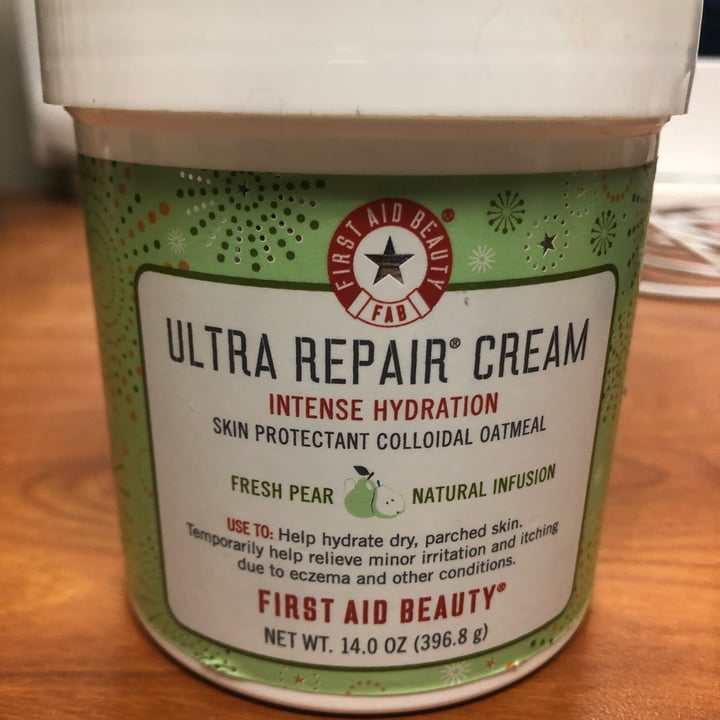 FIRST AID BEAUTY®
FAB
ULTRA REPAIR® CREAM
INTENSE HYDRATION
SKIN PROTECTANT COLLOIDAL OATMEAL
FRESH PEAR NATURAL INFUSION
USE TO: Help hydrate dry, parched skin.
Temporarily help relieve minor irritation and itching
due to eczema and other conditions.
FIRST AID BEAUTY®
NET WT. 14.0 OZ (396.8 g)